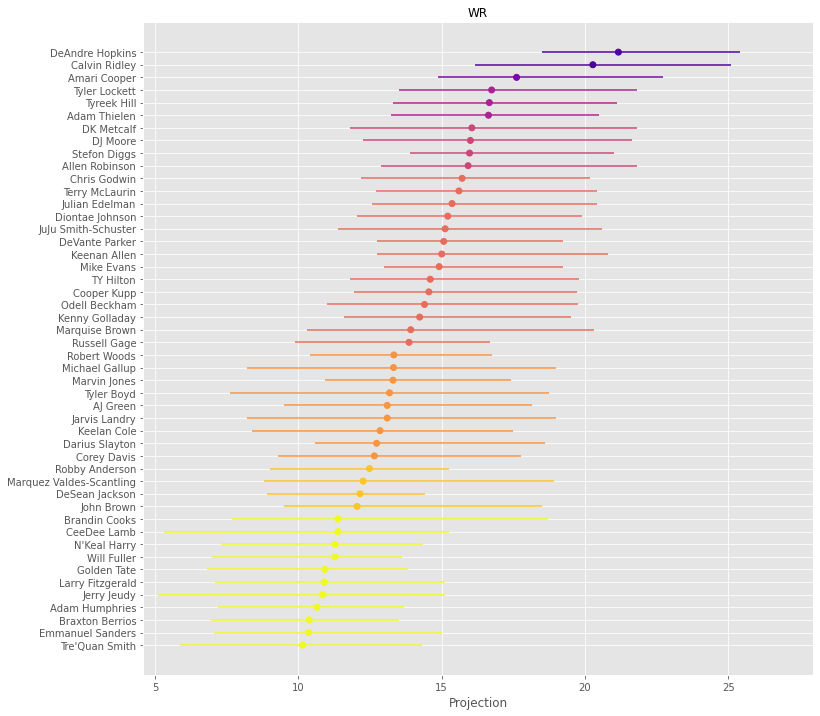 WR
DeAndre Hopkins
Calvin Ridley
Amari Cooper
Tyler Lockett
Tyreek Hill
Adam Thielen
DK Metcalf
DJ Moore
Stefon Diggs
Allen Robinson
Chris Godwin
Terry McLaurin
Julian Edelman
Diontae Johnson
JuJu Smith-Schuster
DeVante Parker
Keenan Allen
Mike Evans
TY Hilton
Cooper Kupp
Odell Beckham
Kenny Golladay
Marquise Brown
Russell Gage
Robert Woods
Michael Gallup
Marvin Jones
Tyler Boyd
AJ Green
Jarvis Landry
Keelan Cole
Darius Slayton
Corey Davis
Robby Anderson
Marquez Valdes-Scantling
DeSean Jackson
John Brown
Brandin Cooks
CeeDee Lamb
N'Keal Harry
Will Fuller
Golden Tate
Larry Fitzgerald
Jerry Jeudy
Adam Humphries
Braxton Berrios
Emmanuel Sanders
Tre'Quan Smith
5 10 15 20 25
Projection